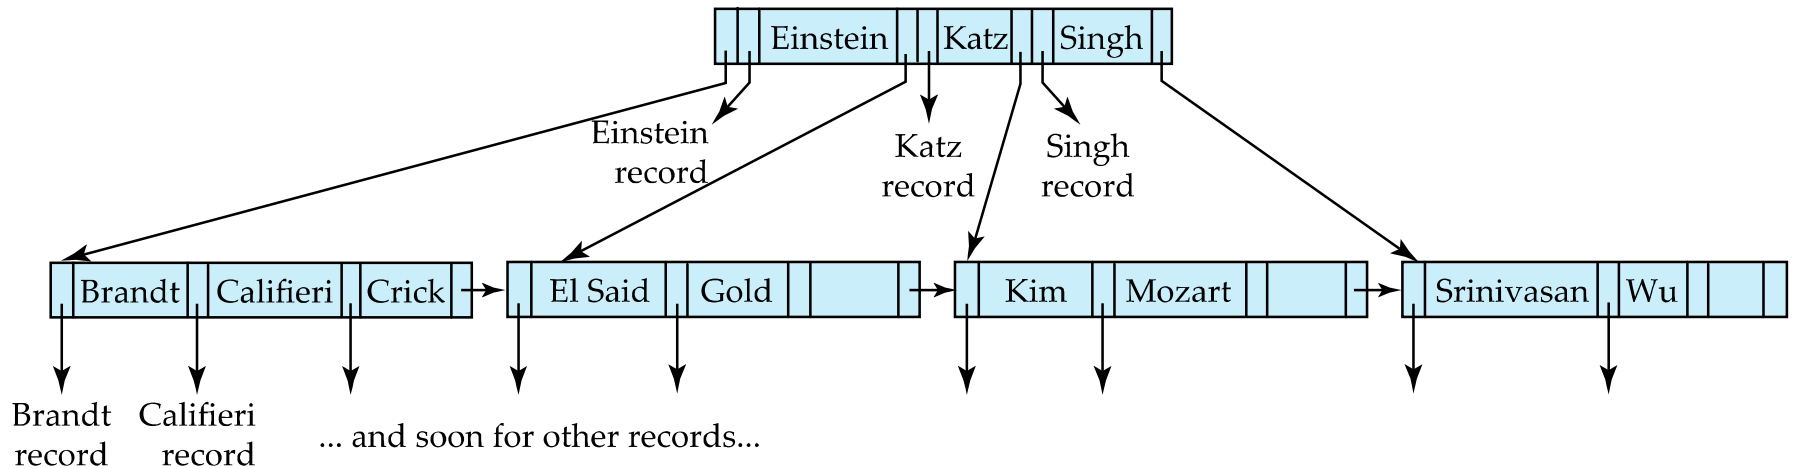 Einstein Katz Singh
Einstein
record
Katz
record
Singh
record
Brandt Califieri Crick El Said Gold Kim Mozart Srinivasan Wu
Brandt
record
Califieri
record
... and soon for other records...